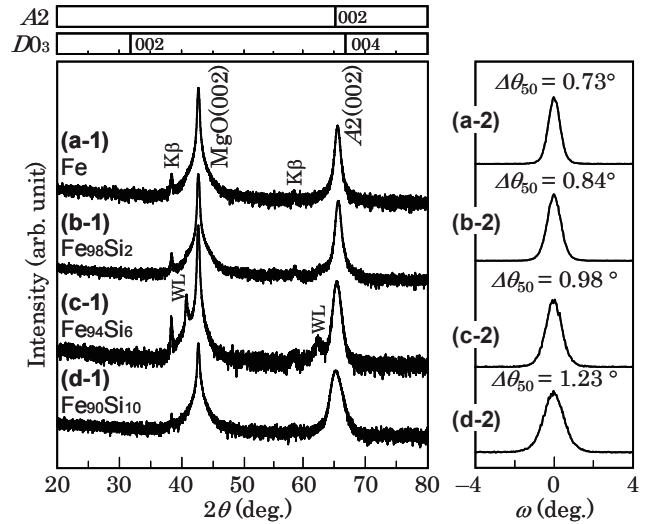 A2
002
D0₃
002
004
Intensity (arb. unit)
(a-1)
Fe
Kβ
MgO(002)
Kβ
A2(002)
(b-1)
Fe98Si2
(c-1)
Fe94Si6
WL
WL
(d-1)
Fe90Si10
20 30 40 50 60 70 80
2θ (deg.)
Δθ50 = 0.73°
(a-2)
Δθ50 = 0.84°
(b-2)
Δθ50 = 0.98 °
(c-2)
Δθ50 = 1.23 °
(d-2)
−4 0 4
ω (deg.)